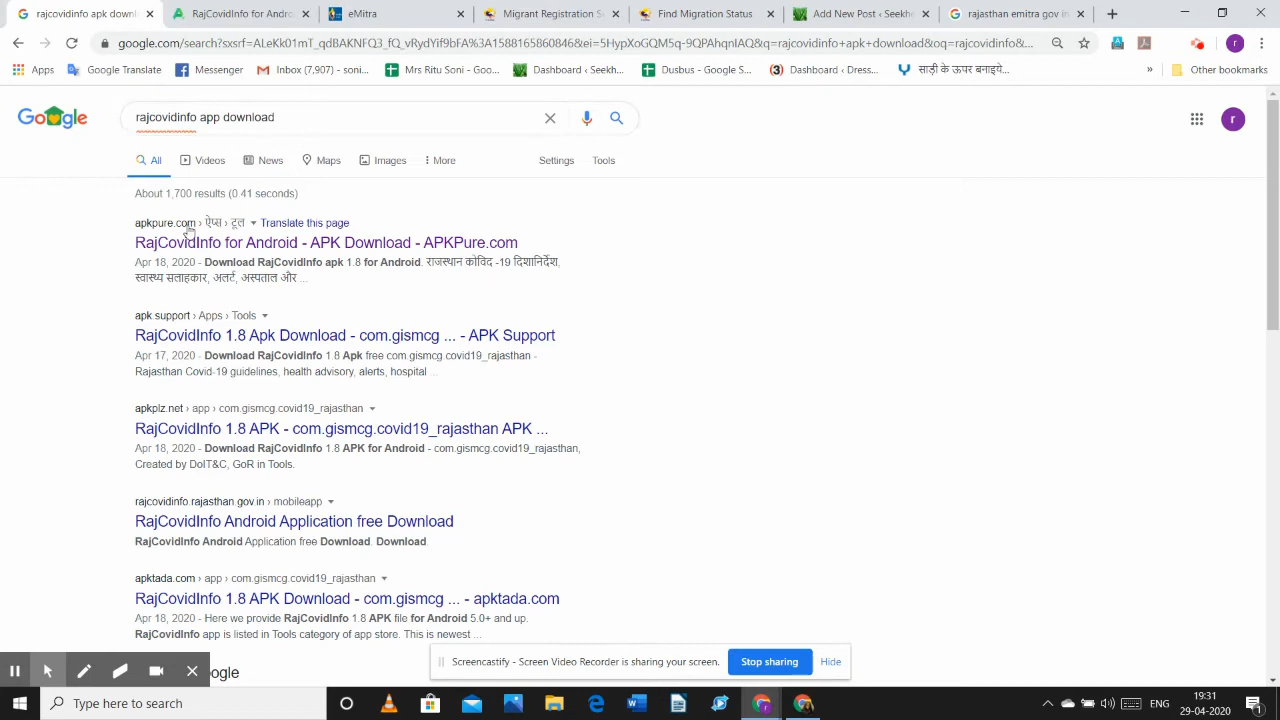 rajcovidinfo apk downl
RajCovidInfo for Androi
eMitra
Migrant Registration S
Find Migration Status
Add New Post ‹ Seekhe
rajasthan emitra gov in
google.com/search?sxsrf=ALeKk01mT_qdBAKNFQ3_fQ_vxydYif9bFA%3A1588165560846&ei=5HypXoGQM5q-9QPAhqnIAQ&q=rajcovidinfo+apk+download&oq=rajcovidinfo&...
r
Apps
Google Translate
Messenger
Inbox (7,907) - soni...
Mrs Ritu Soni - Goo...
Dashboard ‹ Seekh...
Dusbus - Google S...
Dashboard ‹ Dress...
साड़ी के ऊपर बनाइपे...
»
Other bookmarks
Google
rajcovidinfo app download
r
All
Videos
News
Maps
Images
More
Settings
Tools
About 1,700 results (0.41 seconds)
apkpure.com › ऐप्स › टूल
Translate this page
RajCovidInfo for Android - APK Download - APKPure.com
Apr 18, 2020 - Download RajCovidInfo apk 1.8 for Android. राजस्थान कोविद -19 दिशानिर्देश,
स्वास्थ्य सलाहकार, अलर्ट, अस्पताल और ...
apk.support › Apps › Tools
RajCovidInfo 1.8 Apk Download - com.gismcg ... - APK Support
Apr 17, 2020 - Download RajCovidInfo 1.8 Apk free com.gismcg.covid19_rajasthan -
Rajasthan Covid-19 guidelines, health advisory, alerts, hospital ...
apkplz.net › app › com.gismcg.covid19_rajasthan
RajCovidInfo 1.8 APK - com.gismcg.covid19_rajasthan APK ...
Apr 18, 2020 - Download RajCovidInfo 1.8 APK for Android - com.gismcg.covid19_rajasthan,
Created by DoIT&C, GoR in Tools.
rajcovidinfo.rajasthan.gov.in › mobileapp
RajCovidInfo Android Application free Download
RajCovidInfo Android Application free Download. Download.
apktada.com › app › com.gismcg.covid19_rajasthan
RajCovidInfo 1.8 APK Download - com.gismcg ... - apktada.com
Apr 18, 2020 - Here we provide RajCovidInfo 1.8 APK file for Android 5.0+ and up.
RajCovidInfo app is listed in Tools category of app store. This is newest ...
oogle
Screencastify - Screen Video Recorder is sharing your screen.
Stop sharing
Hide
Type here to search
ENG
19:31
29-04-2020
1